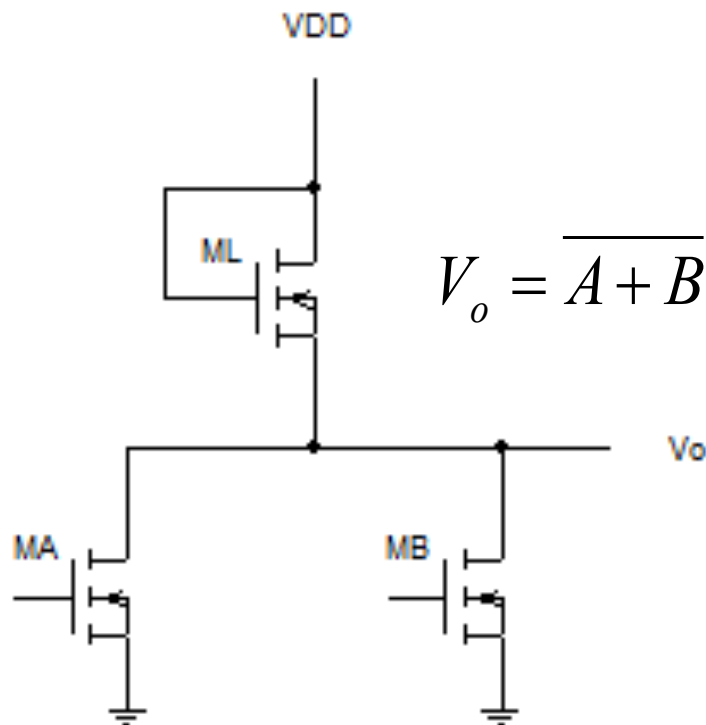 VDD
ML
V_o = \overline{A + B}
Vo
MA
MB